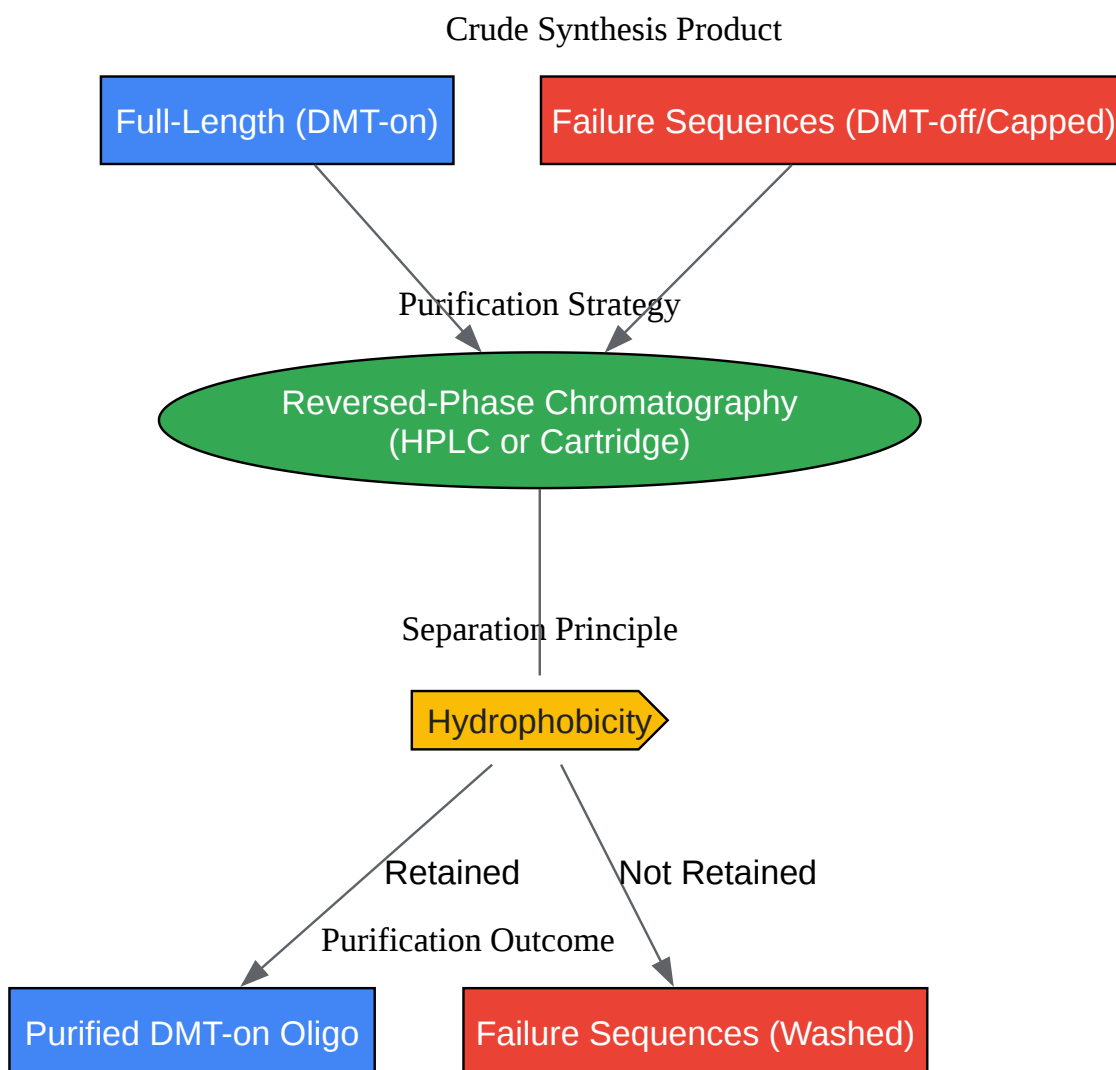 Crude Synthesis Product
Full-Length (DMT-on)
Failure Sequences (DMT-off/Capped)
Purification Strategy
Reversed-Phase Chromatography
(HPLC or Cartridge)
Separation Principle
Hydrophobicity
Retained
Not Retained
Purification Outcome
Purified DMT-on Oligo
Failure Sequences (Washed)